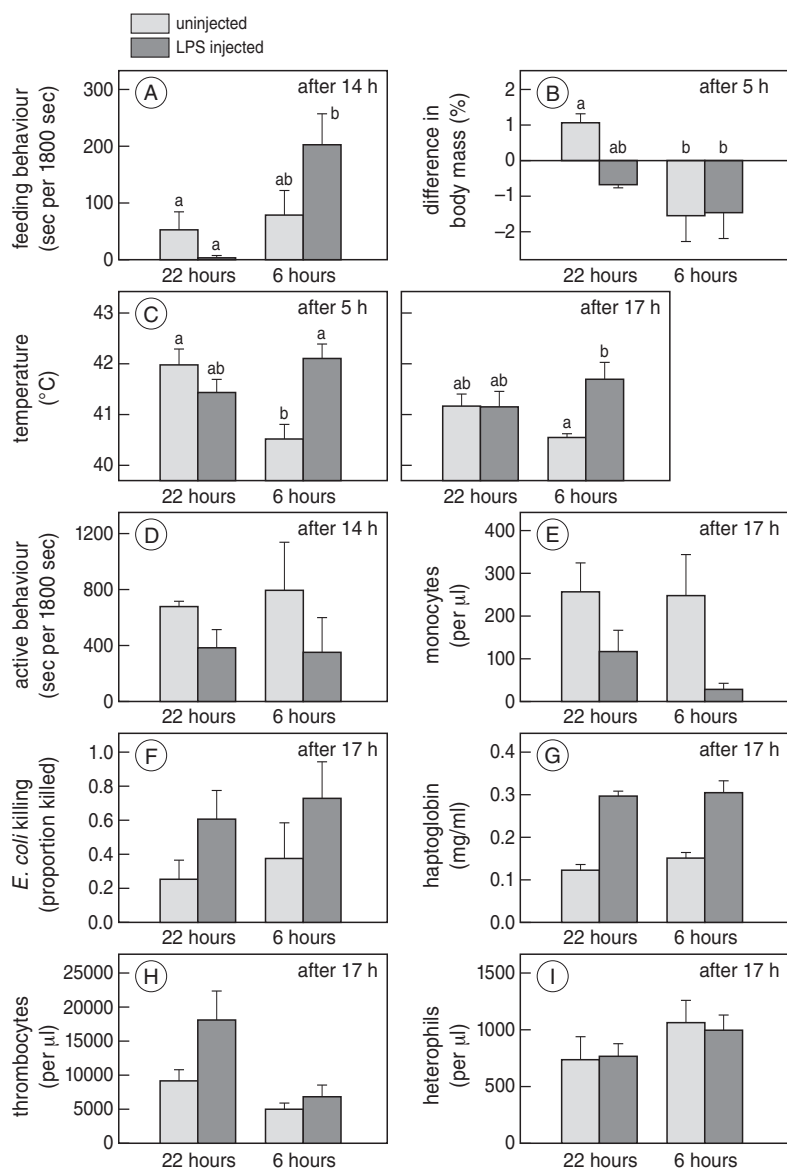 uninjected
LPS injected
A
after 14 h
feeding behaviour
(sec per 1800 sec)
300
200
100
0
a
a
ab
b
22 hours
6 hours
B
after 5 h
difference in
body mass (%)
2
1
0
–1
–2
a
ab
b
b
22 hours
6 hours
C
after 5 h
temperature
(°C)
43
42
41
40
a
ab
b
a
22 hours
6 hours
after 17 h
ab
ab
a
b
22 hours
6 hours
D
after 14 h
active behaviour
(sec per 1800 sec)
1200
800
400
0
22 hours
6 hours
E
after 17 h
monocytes
(per µl)
400
300
200
100
0
22 hours
6 hours
F
after 17 h
E. coli killing
(proportion killed)
1.0
0.8
0.6
0.4
0.2
0.0
22 hours
6 hours
G
after 17 h
haptoglobin
(mg/ml)
0.4
0.3
0.2
0.1
0.0
22 hours
6 hours
H
after 17 h
thrombocytes
(per µl)
25000
20000
15000
10000
5000
0
22 hours
6 hours
I
after 17 h
heterophils
(per µl)
1500
1000
500
0
22 hours
6 hours